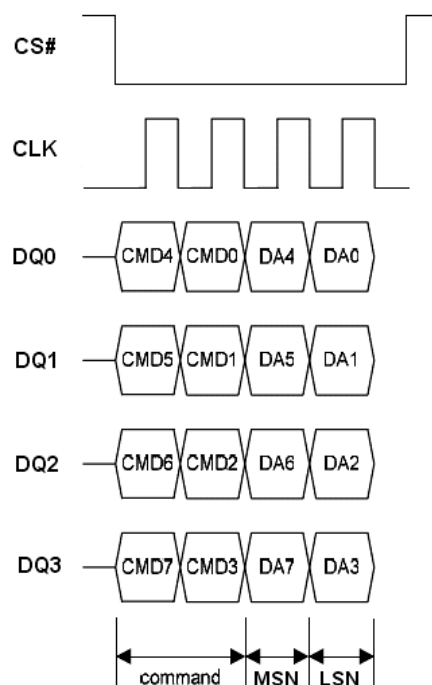 CS#
CLK
DQ0 CMD4 CMD0 DA4 DA0
DQ1 CMD5 CMD1 DA5 DA1
DQ2 CMD6 CMD2 DA6 DA2
DQ3 CMD7 CMD3 DA7 DA3
command MSN LSN